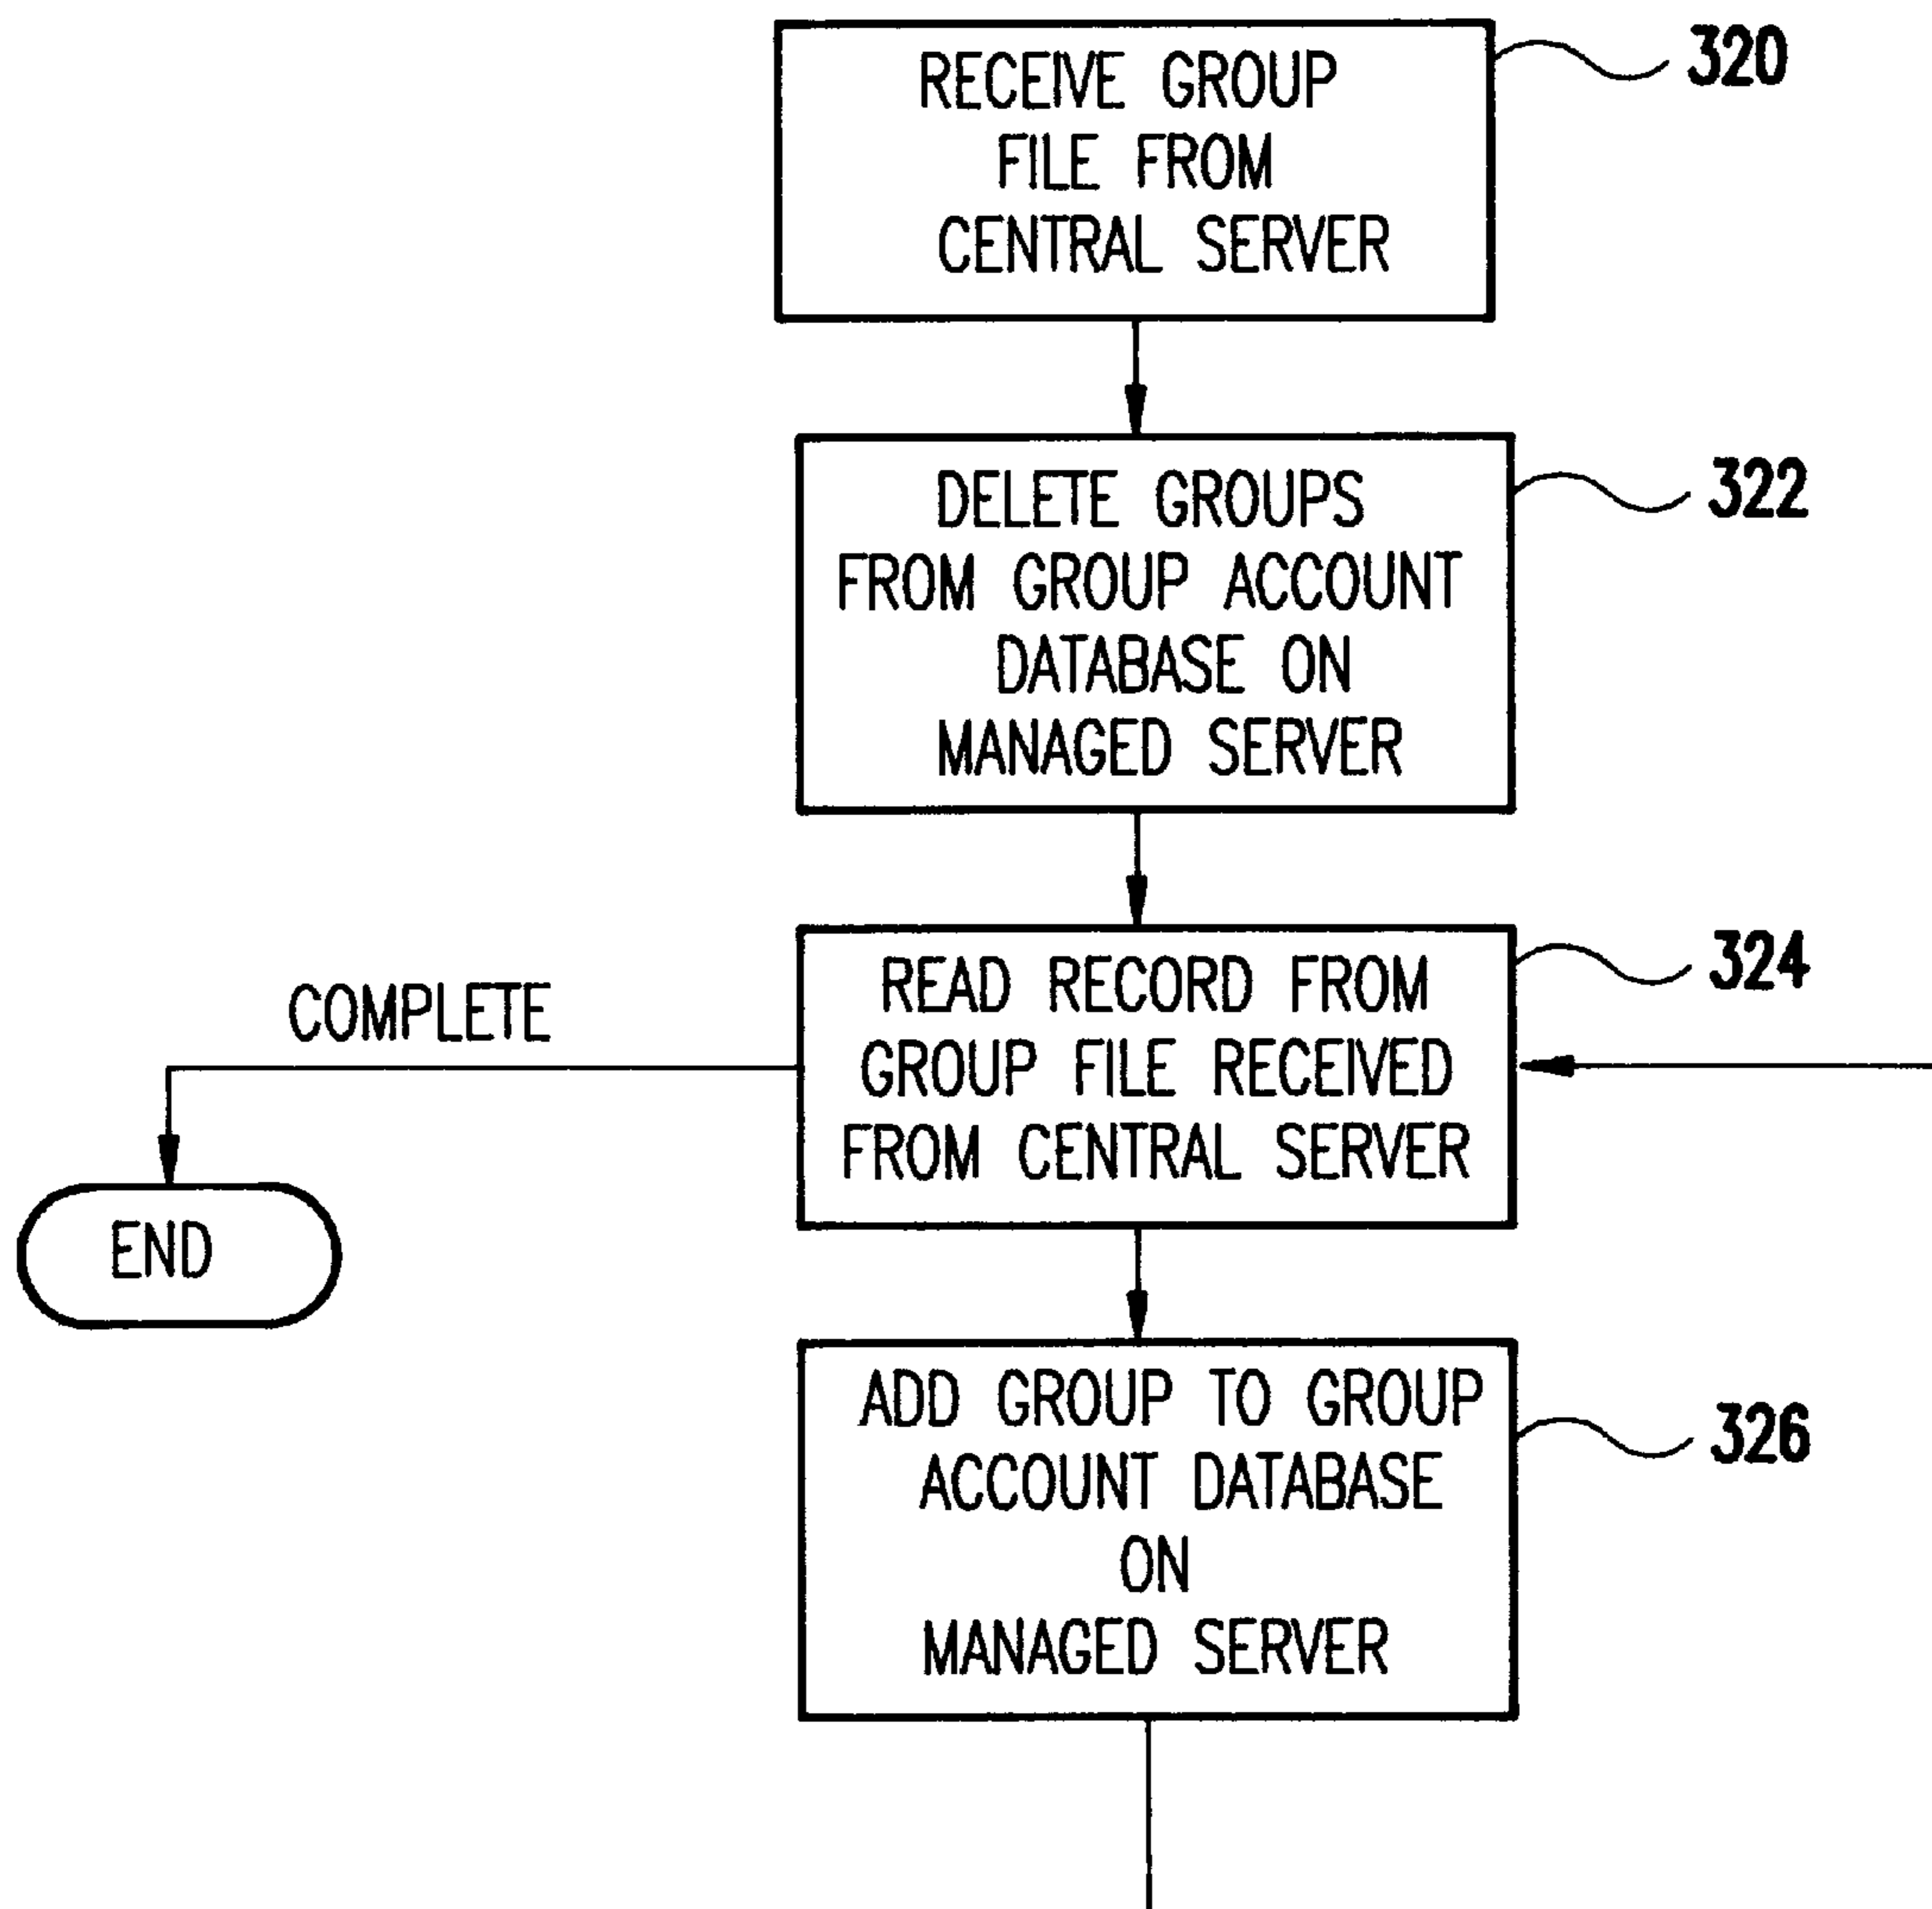 RECEIVE GROUP
FILE FROM
CENTRAL SERVER
320
DELETE GROUPS
FROM GROUP ACCOUNT
DATABASE ON
MANAGED SERVER
322
READ RECORD FROM
GROUP FILE RECEIVED
FROM CENTRAL SERVER
324
COMPLETE
END
ADD GROUP TO GROUP
ACCOUNT DATABASE
ON
MANAGED SERVER
326